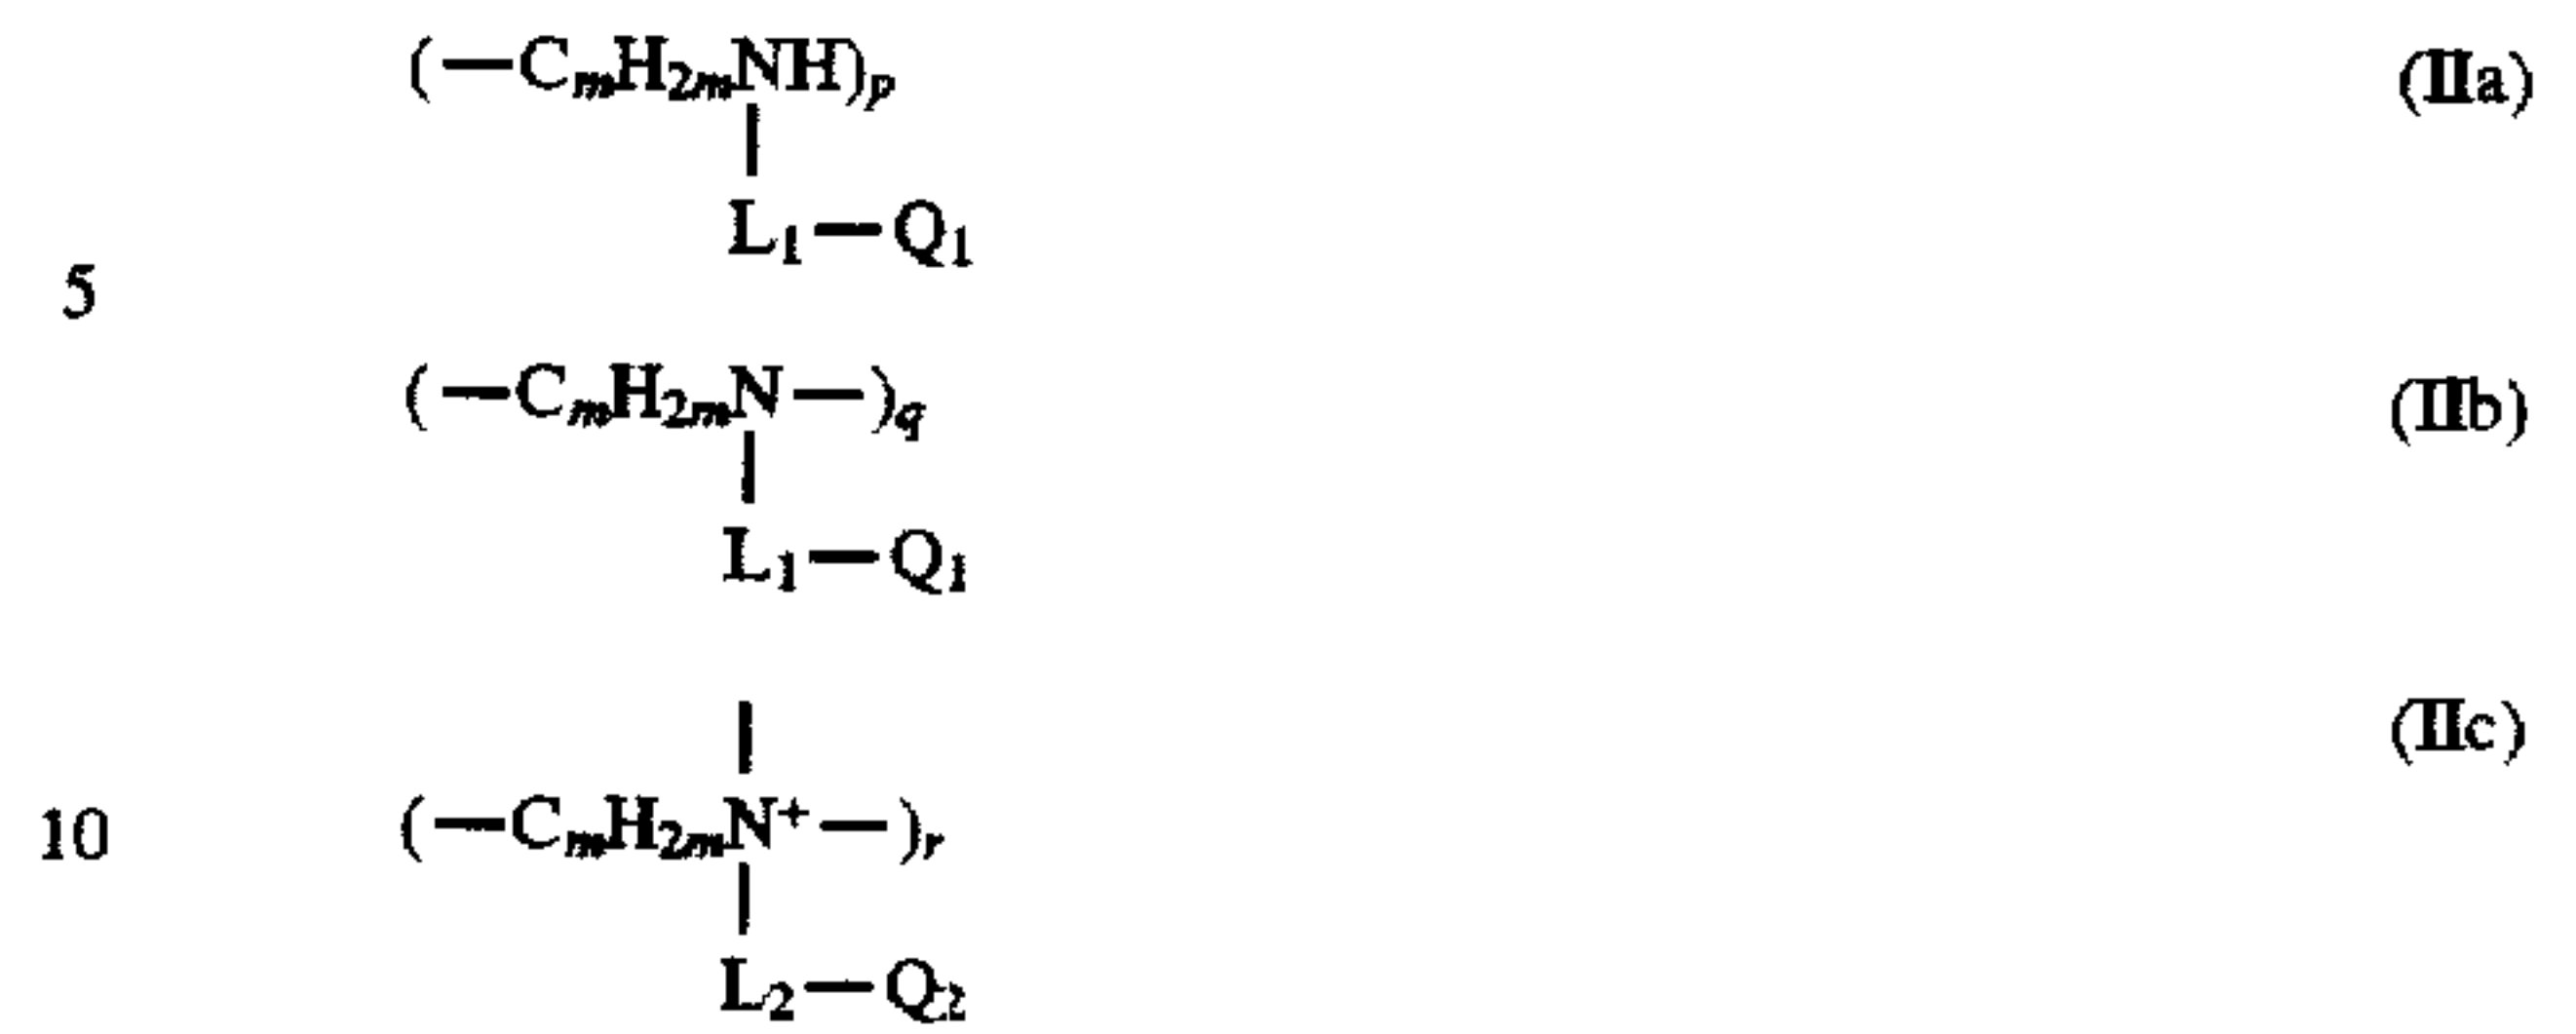 (—CmH2mNH)p (IIa)
L1—Q1
5
(—CmH2mN—)q (IIb)
L1—Q1
(IIc)
10 (—CmH2mN+—)r
L2—Q2